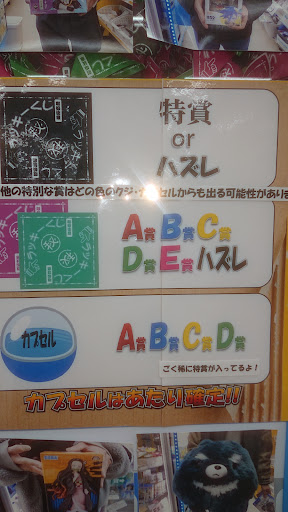 特賞
or
ハズレ
他の特別な賞はどの色のクジ・カプセルからも出る可能性があります
A賞B賞C賞
D賞E賞ハズレ
カプセル
A賞B賞C賞D賞
ごく稀に特賞が入ってるよ!
カプセルはあたり確定!!